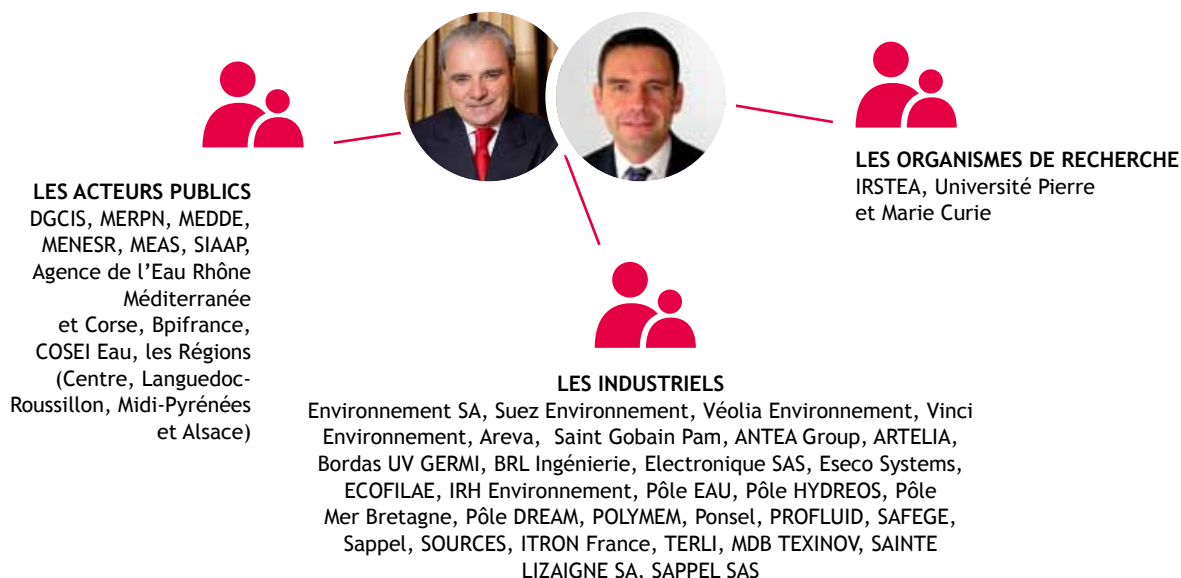 LES ACTEURS PUBLICS
DGCIS, MERPN, MEDDE,
MENESR, MEAS, SIAAP,
Agence de l’Eau Rhône
Méditerranée
et Corse, Bpifrance,
COSEI Eau, les Régions
(Centre, Languedoc-
Roussillon, Midi-Pyrénées
et Alsace)
LES ORGANISMES DE RECHERCHE
IRSTEA, Université Pierre
et Marie Curie
LES INDUSTRIELS
Environnement SA, Suez Environnement, Véolia Environnement, Vinci
Environnement, Areva, Saint Gobain Pam, ANTEA Group, ARTELIA,
Bordas UV GERMI, BRL Ingénierie, Electronique SAS, Eseco Systems,
ECOFILAE, IRH Environnement, Pôle EAU, Pôle HYDREOS, Pôle
Mer Bretagne, Pôle DREAM, POLYMEM, Ponsel, PROFLUID, SAFEGE,
Sappel, SOURCES, ITRON France, TERLI, MDB TEXINOV, SAINTE
LIZAIGNE SA, SAPPEL SAS